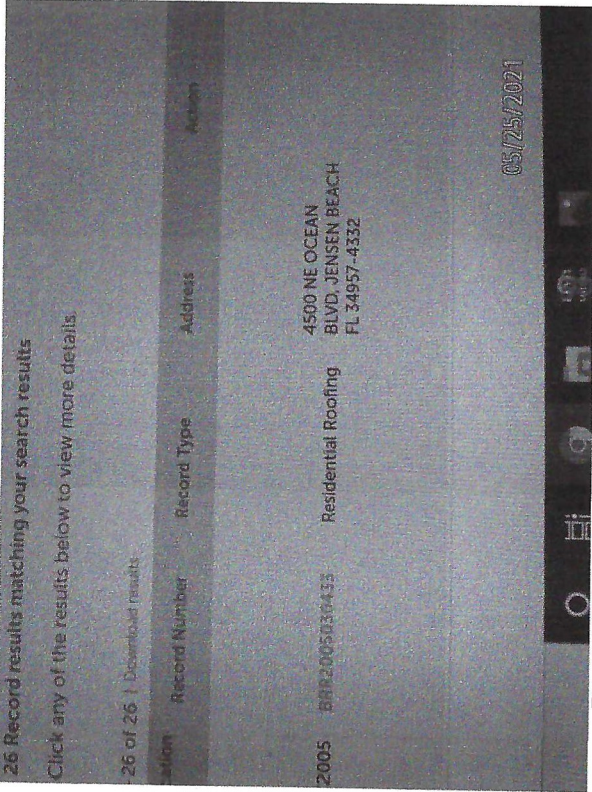 26 Record results matching your search results
Click any of the results below to view more details.
- 26 of 26 | Download results
ation Record Number Record Type Address Action
2005 Residential Roofing 4500 NE OCEAN
BLVD, JENSEN BEACH
FL 34957-4332
05/25/2021